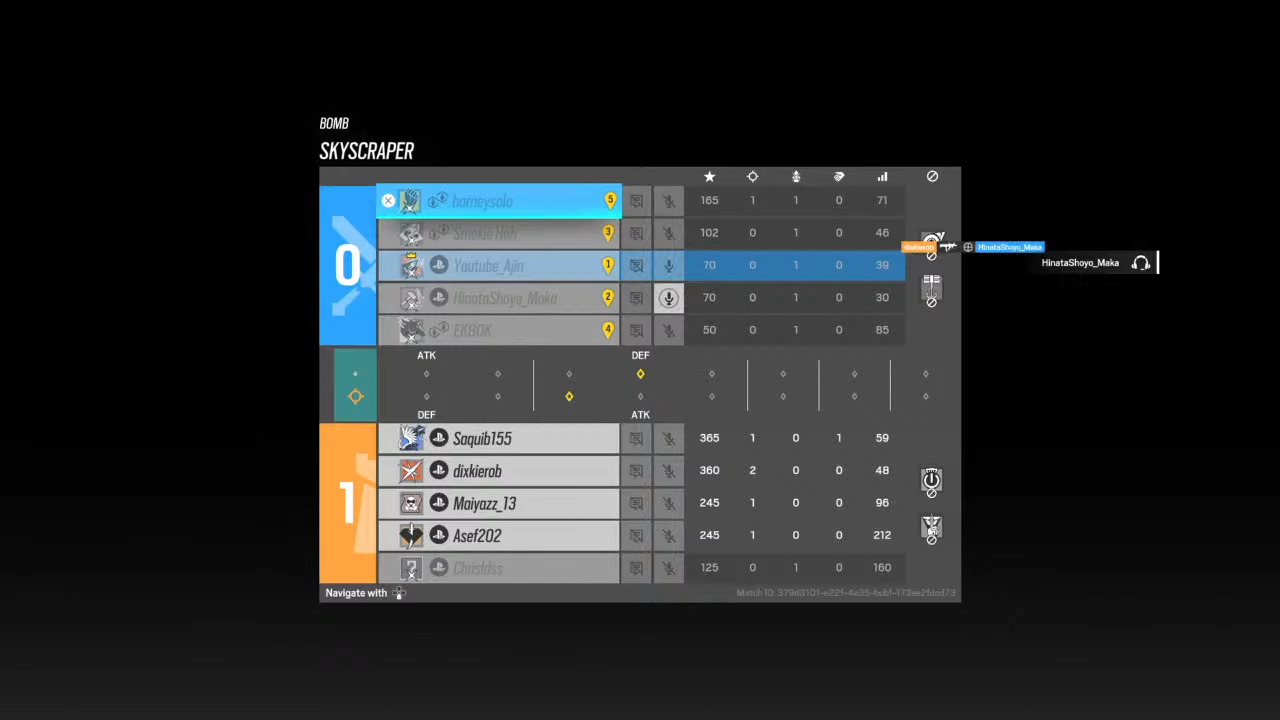 BOMB
SKYSCRAPER
0
barneysolo 5 165 1 1 0 71
Smokie Hoh 3 102 0 1 0 46
Youtube_Ajin 1 70 0 1 0 39
HinataShoyo_Maka 2 70 0 1 0 30
EKBOK 4 50 0 1 0 85
dixkierob HinataShoyo_Maka
HinataShoyo_Maka
ATK DEF
DEF ATK
1
Saquib155 365 1 0 1 59
dixkierob 360 2 0 0 48
Maiyazz_13 245 1 0 0 96
Asef202 245 1 0 0 212
? Chrisldss 125 0 1 0 160
Navigate with
Match ID: